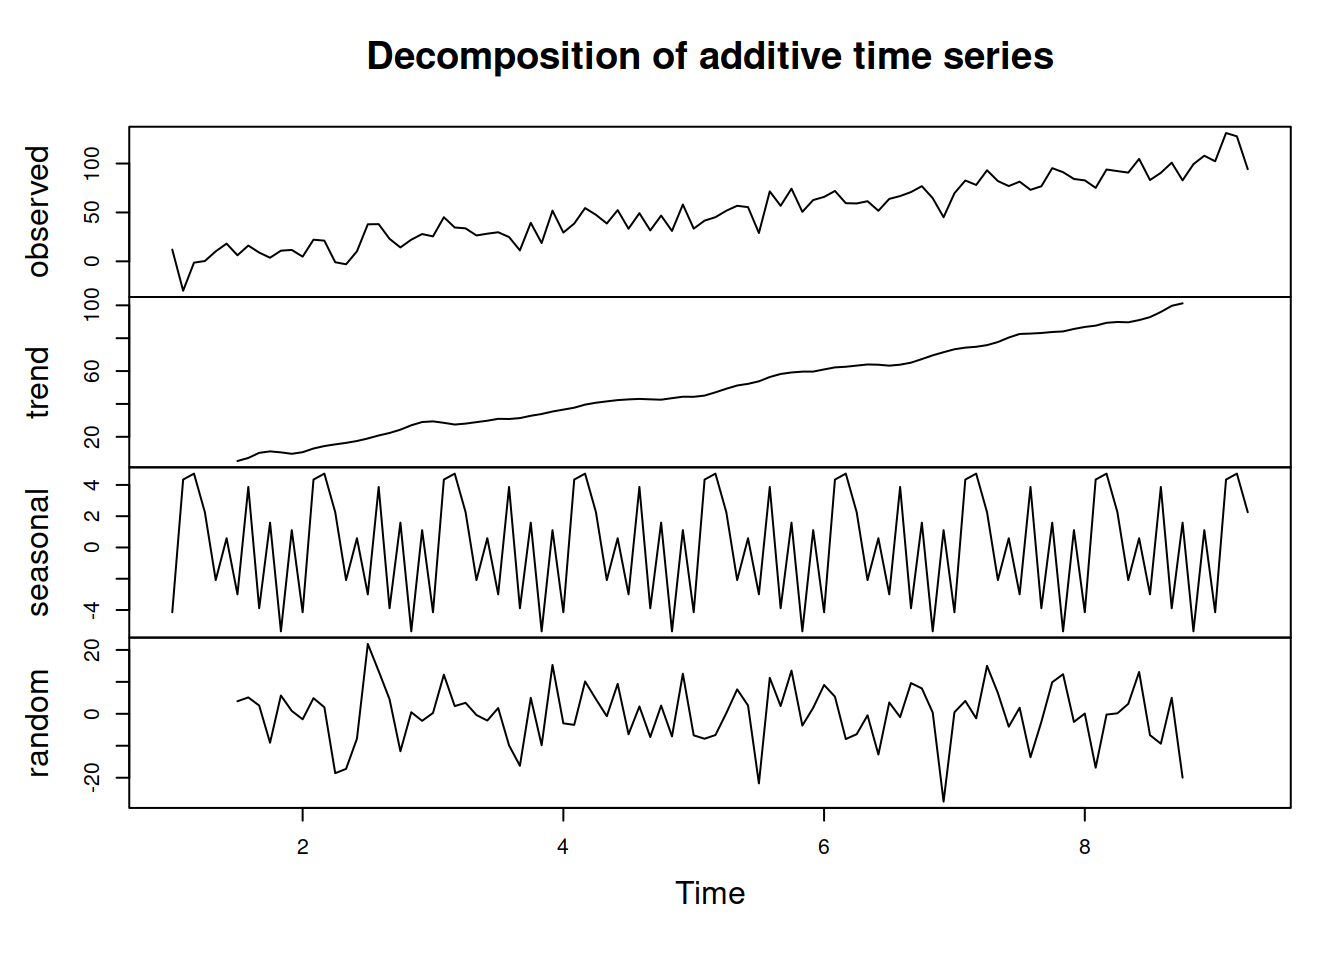 Decomposition of additive time series
observed
0 50 100
trend
20 60 100
seasonal
-4 0 2 4
random
-20 0 20
2 4 6 8
Time